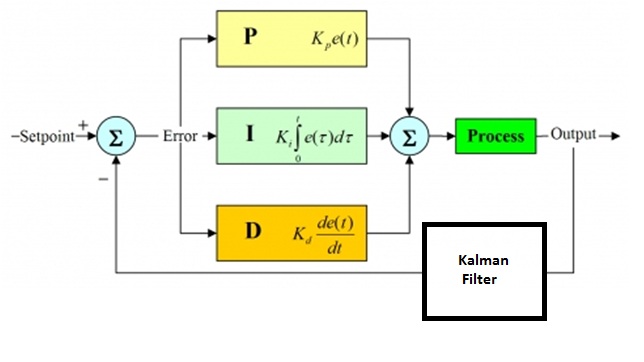 P K_p e(t)
–Setpoint + Σ Error I K_i ∫_0^t e(τ)dτ Σ Process Output
–
D K_d de(t)/dt
Kalman
Filter